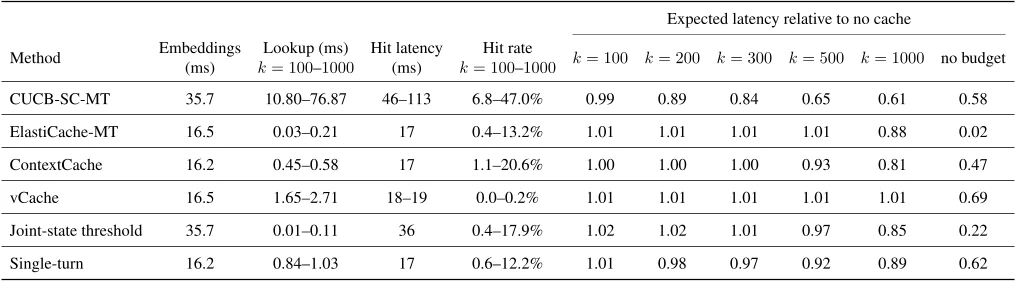 Expected latency relative to no cache
Method Embeddings (ms) Lookup (ms) k = 100–1000 Hit latency (ms) Hit rate k = 100–1000 k = 100 k = 200 k = 300 k = 500 k = 1000 no budget
CUCB-SC-MT 35.7 10.80–76.87 46–113 6.8–47.0% 0.99 0.89 0.84 0.65 0.61 0.58
ElastiCache-MT 16.5 0.03–0.21 17 0.4–13.2% 1.01 1.01 1.01 1.01 0.88 0.02
ContextCache 16.2 0.45–0.58 17 1.1–20.6% 1.00 1.00 1.00 0.93 0.81 0.47
vCache 16.5 1.65–2.71 18–19 0.0–0.2% 1.01 1.01 1.01 1.01 1.01 0.69
Joint-state threshold 35.7 0.01–0.11 36 0.4–17.9% 1.02 1.02 1.01 0.97 0.85 0.22
Single-turn 16.2 0.84–1.03 17 0.6–12.2% 1.01 0.98 0.97 0.92 0.89 0.62